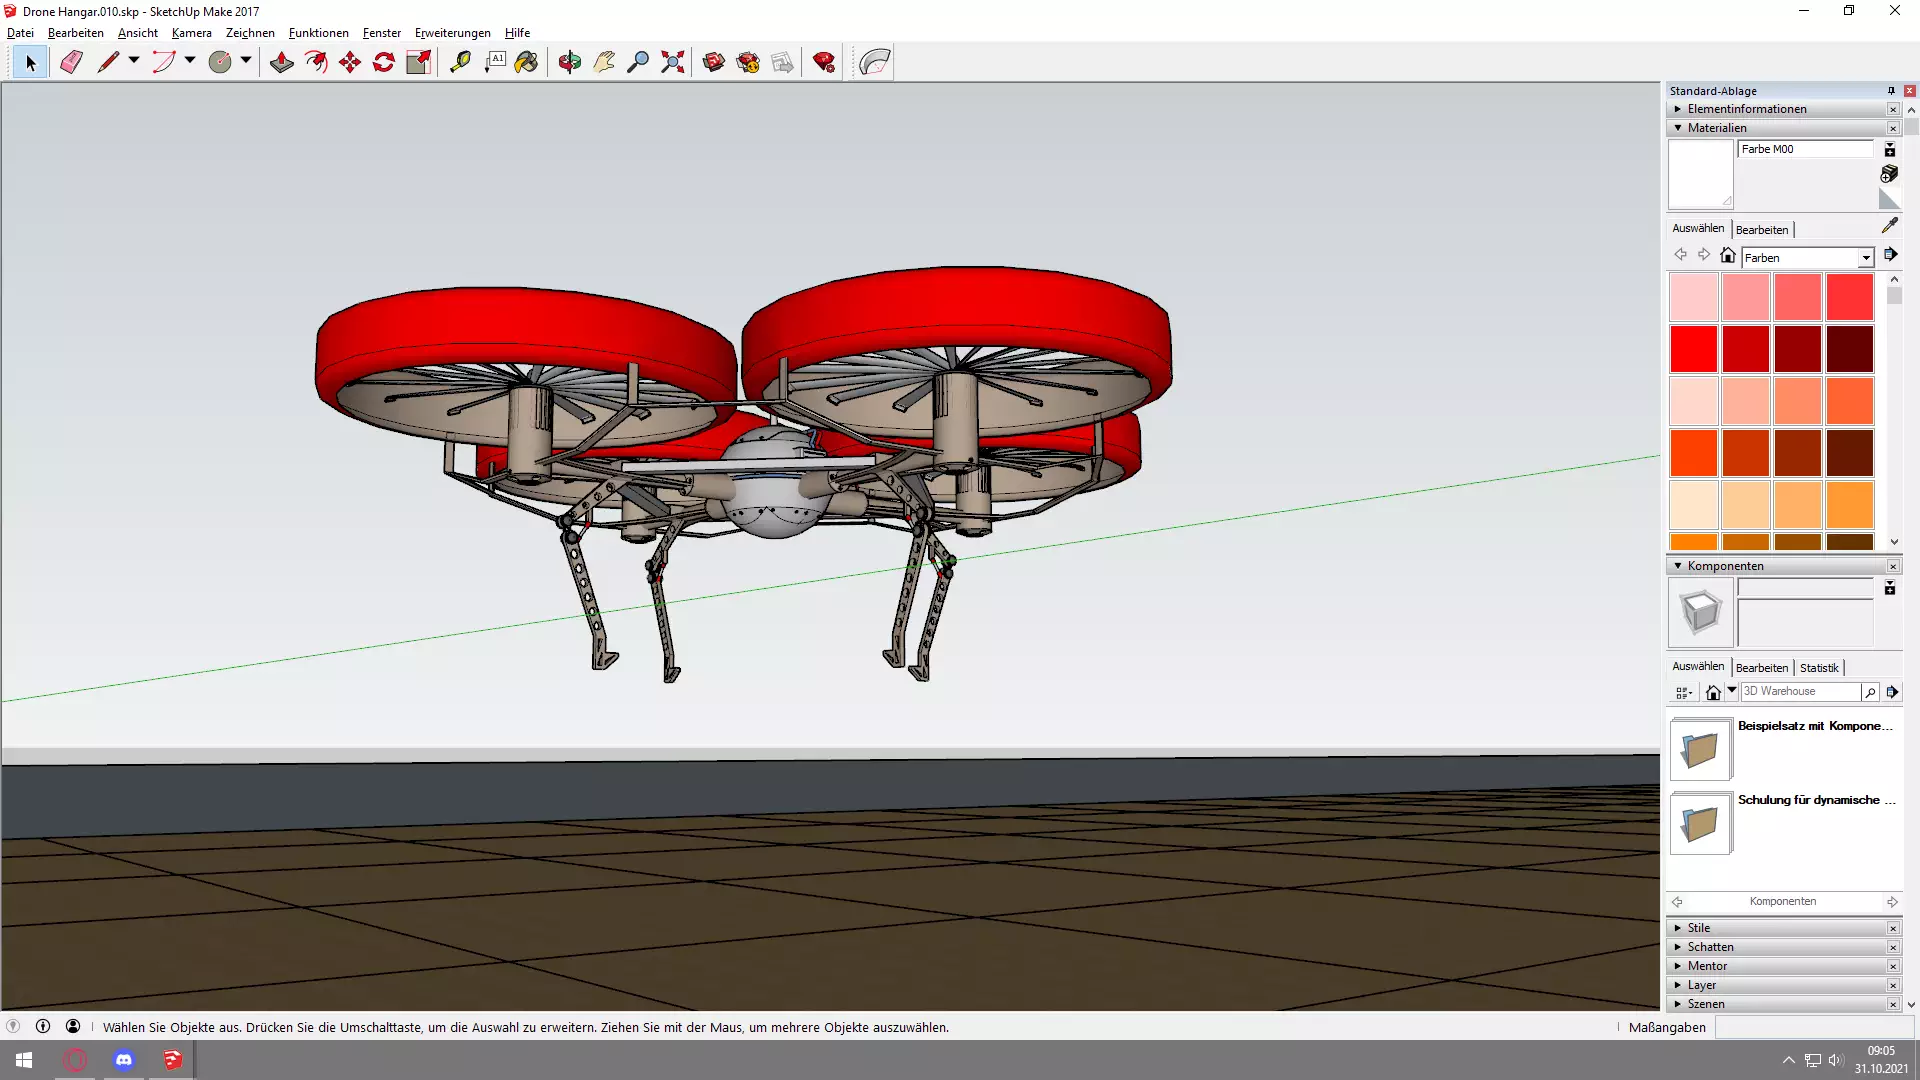 Drone Hangar.010.skp - SketchUp Make 2017
Datei Bearbeiten Ansicht Kamera Zeichnen Funktionen Fenster Erweiterungen Hilfe
A1
Standard-Ablage
Elementinformationen
Materialien
Farbe M00
Auswählen Bearbeiten
Farben
Komponenten
Auswählen Bearbeiten Statistik
3D Warehouse
Beispielsatz mit Kompone...
Schulung für dynamische ...
Komponenten
Stile
Schatten
Mentor
Layer
Szenen
Wählen Sie Objekte aus. Drücken Sie die Umschalttaste, um die Auswahl zu erweitern. Ziehen Sie mit der Maus, um mehrere Objekte auszuwählen.
Maßangaben
09:05
31.10.2021